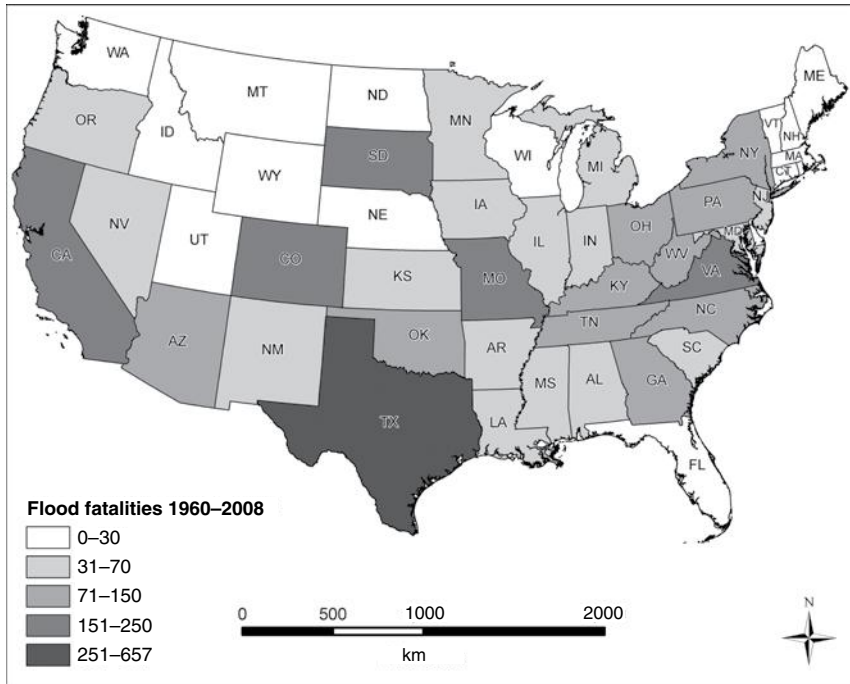 WA
MT
ND
MN
ME
OR
ID
WY
SD
WI
MI
NY
VT
NH
MA
CT
NE
IA
PA
NJ
NV
UT
CO
KS
MO
IL
IN
OH
WV
VA
MD
CA
KY
NC
TN
AZ
NM
OK
AR
SC
MS
AL
GA
TX
LA
FL
Flood fatalities 1960–2008
0–30
31–70
71–150
151–250
251–657
0 500 1000 2000
km
N